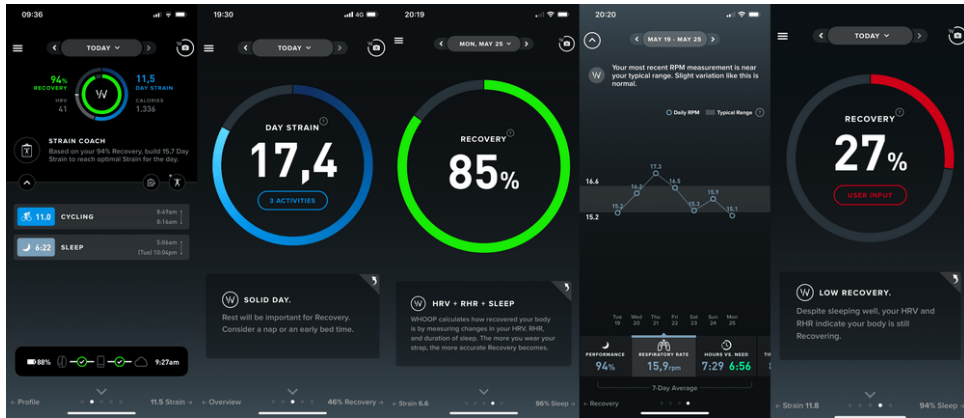 09:36
TODAY
94%
RECOVERY
HRV
41
11,5
DAY STRAIN
CALORIES
1.336
W
STRAIN COACH
Based on your 94% Recovery, build 15,7 Day
Strain to reach optimal Strain for the day.
11.0 CYCLING
8:49am ↑
8:16am ↓
6:22 SLEEP
5:06am ↑
[Tue] 10:04pm ↓
88%
9:27am
← Profile
11.5 Strain →
19:30
4G
TODAY
DAY STRAIN
17,4
3 ACTIVITIES
W SOLID DAY.
Rest will be important for Recovery.
Consider a nap or an early bed time.
← Overview
46% Recovery →
20:19
MON, MAY 25
RECOVERY
85%
W HRV + RHR + SLEEP
WHOOP calculates how recovered your body
is by measuring changes in your HRV, RHR,
and duration of sleep. The more you wear your
strap, the more accurate Recovery becomes.
← Strain 6.6
96% Sleep →
20:20
MAY 19 - MAY 25
W
Your most recent RPM measurement is near
your typical range. Slight variation like this is
normal.
Daily RPM
Typical Range
16.6
15.2
15.2
16.2
17.3
16.5
15.3
15.9
15.1
Tue Wed Thu Fri Sat Sun Mon
19 20 21 22 23 24 25
PERFORMANCE
94%
RESPIRATORY RATE
15,9rpm
HOURS VS. NEED
7:29 6:56
7-Day Average
← Recovery
TODAY
RECOVERY
27%
USER INPUT
W LOW RECOVERY.
Despite sleeping well, your HRV and
RHR indicate your body is still
Recovering.
← Strain 11.8
94% Sleep →